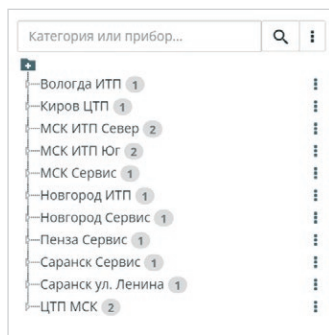 Категория или прибор...
Вологда ИТП 1
Киров ЦТП 1
МСК ИТП Север 2
МСК ИТП Юг 2
МСК Сервис 1
Новгород ИТП 1
Новгород Сервис 1
Пенза Сервис 1
Саранск Сервис 1
Саранск ул. Ленина 1
ЦТП МСК 2